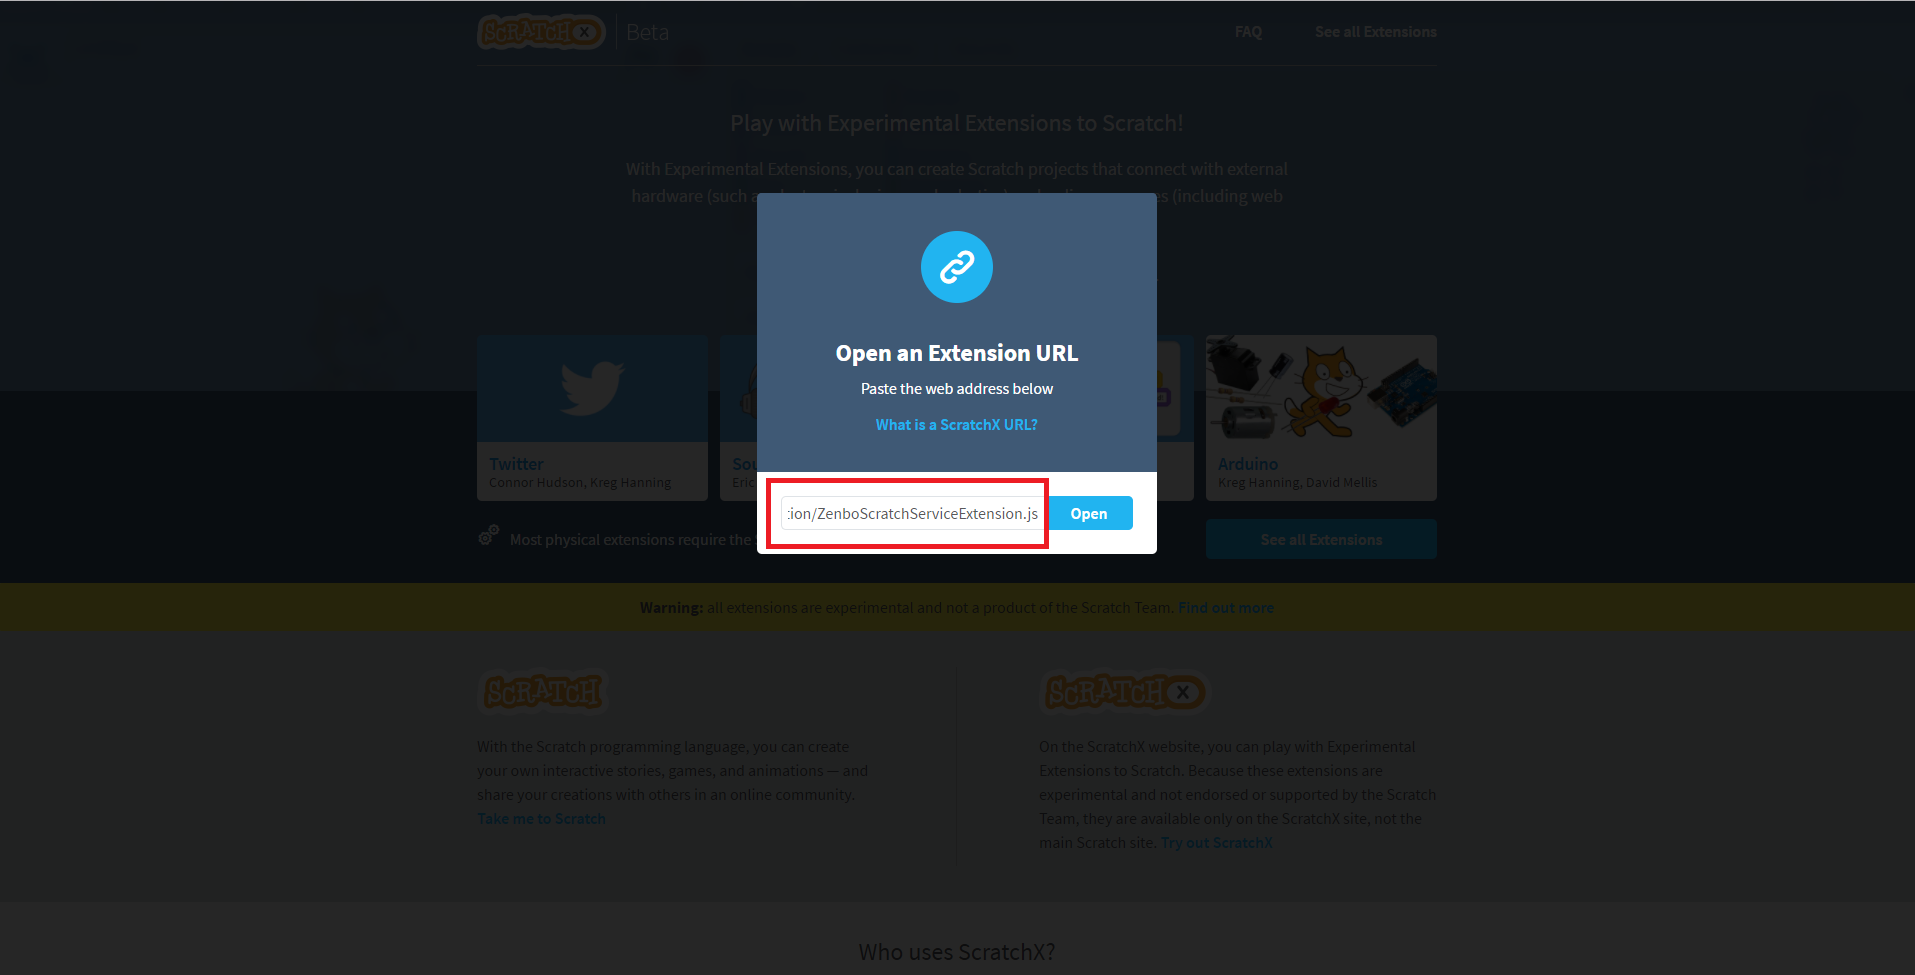 SCRATCH X Beta
FAQ
See all Extensions
Play with Experimental Extensions to Scratch!
With Experimental Extensions, you can create Scratch projects that connect with external
hardware (such
(including web
Open an Extension URL
Paste the web address below
What is a ScratchX URL?
tion/ZenboScratchServiceExtension.js
Open
Twitter
Connor Hudson, Kreg Hanning
Sou
Eric
Arduino
Kreg Hanning, David Mellis
Most physical extensions require the
See all Extensions
Warning: all extensions are experimental and not a product of the Scratch Team. Find out more
SCRATCH
With the Scratch programming language, you can create
your own interactive stories, games, and animations — and
share your creations with others in an online community.
Take me to Scratch
SCRATCH X
On the ScratchX website, you can play with Experimental
Extensions to Scratch. Because these extensions are
experimental and not endorsed or supported by the Scratch
Team, they are available only on the ScratchX site, not the
main Scratch site. Try out ScratchX
Who uses ScratchX?